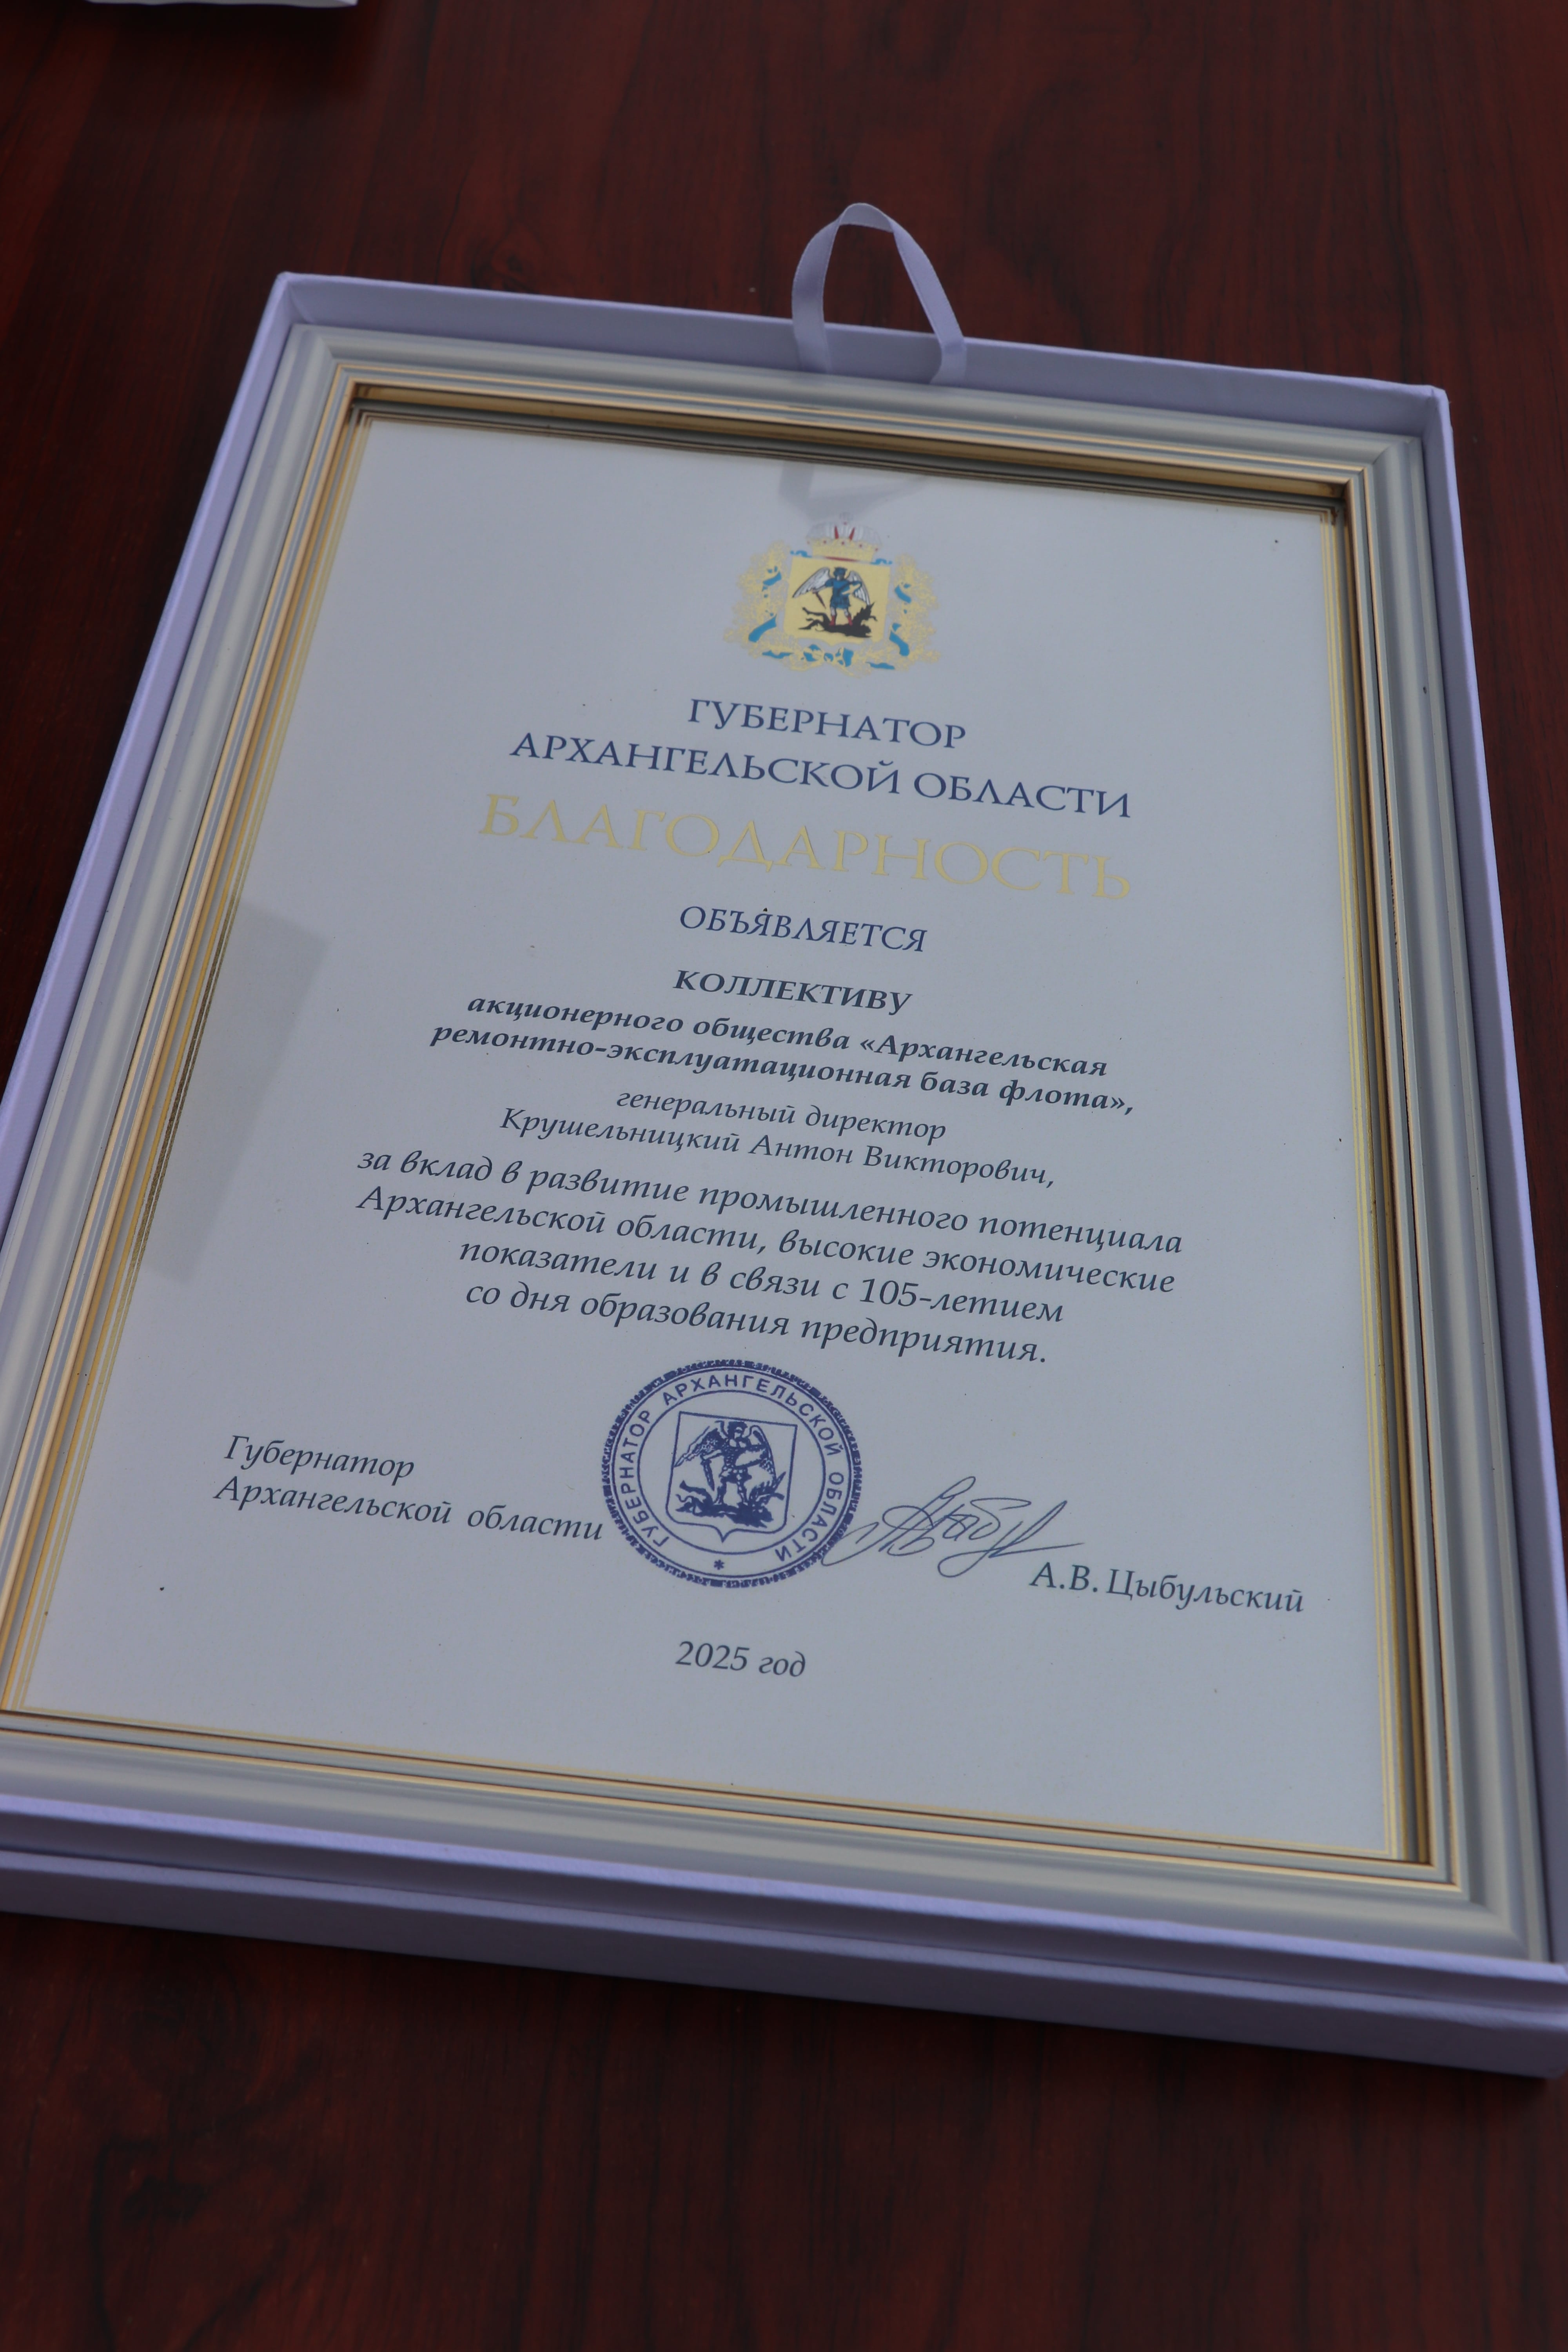 ГУБЕРНАТОР
АРХАНГЕЛЬСКОЙ ОБЛАСТИ
БЛАГОДАРНОСТЬ
ОБЪЯВЛЯЕТСЯ
КОЛЛЕКТИВУ
акционерного общества «Архангельская
ремонтно-эксплуатационная база флота»,
генеральный директор
Крушельницкий Антон Викторович,
за вклад в развитие промышленного потенциала
Архангельской области, высокие экономические
показатели и в связи с 105-летием
со дня образования предприятия.
Губернатор
Архангельской области
ГУБЕРНАТОР АРХАНГЕЛЬСКОЙ ОБЛАСТИ *
А.В. Цыбульский
2025 год